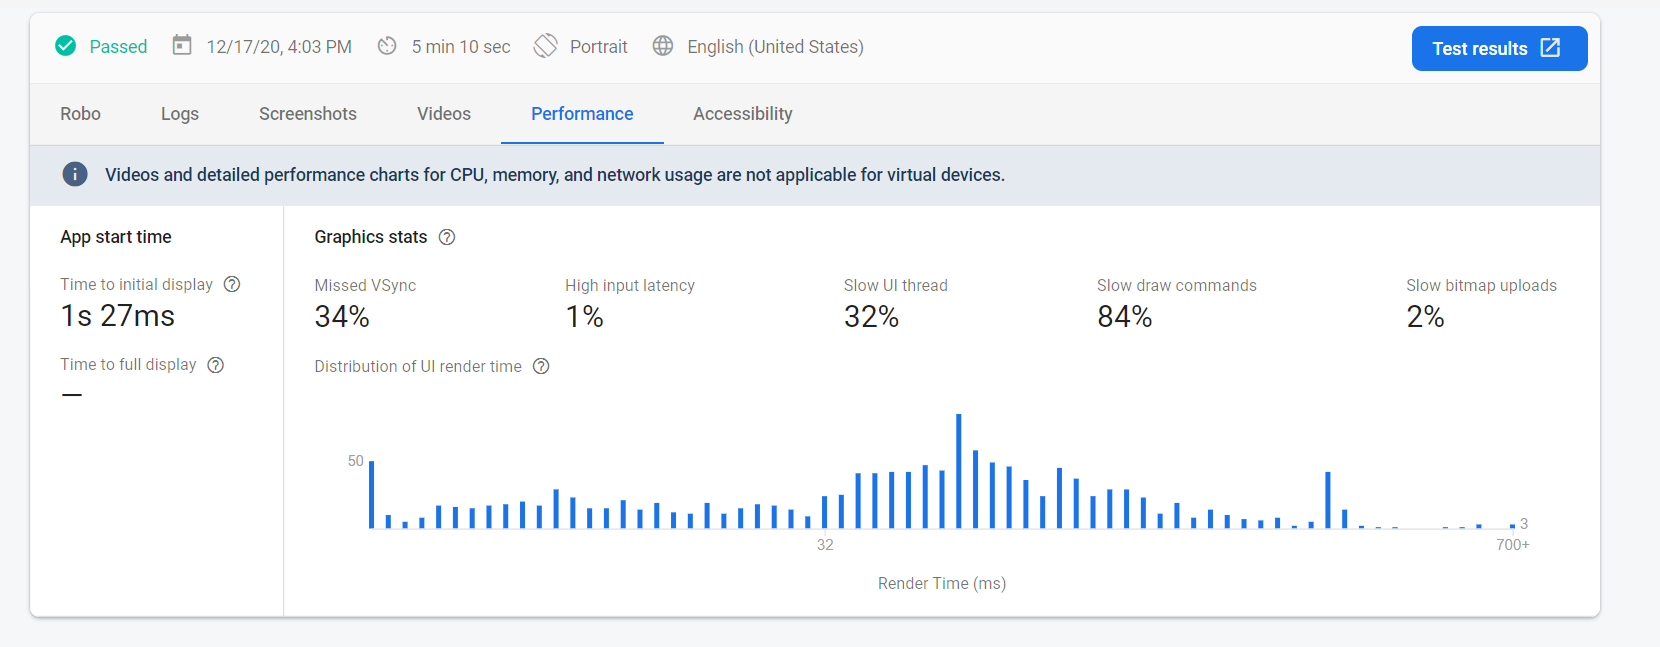 Passed 12/17/20, 4:03 PM 5 min 10 sec Portrait English (United States) Test results
Robo Logs Screenshots Videos Performance Accessibility
i Videos and detailed performance charts for CPU, memory, and network usage are not applicable for virtual devices.
App start time
Time to initial display ?
1s 27ms
Time to full display ?
—
Graphics stats ?
Missed VSync High input latency Slow UI thread Slow draw commands Slow bitmap uploads
34% 1% 32% 84% 2%
Distribution of UI render time ?
50
3
32 700+
Render Time (ms)